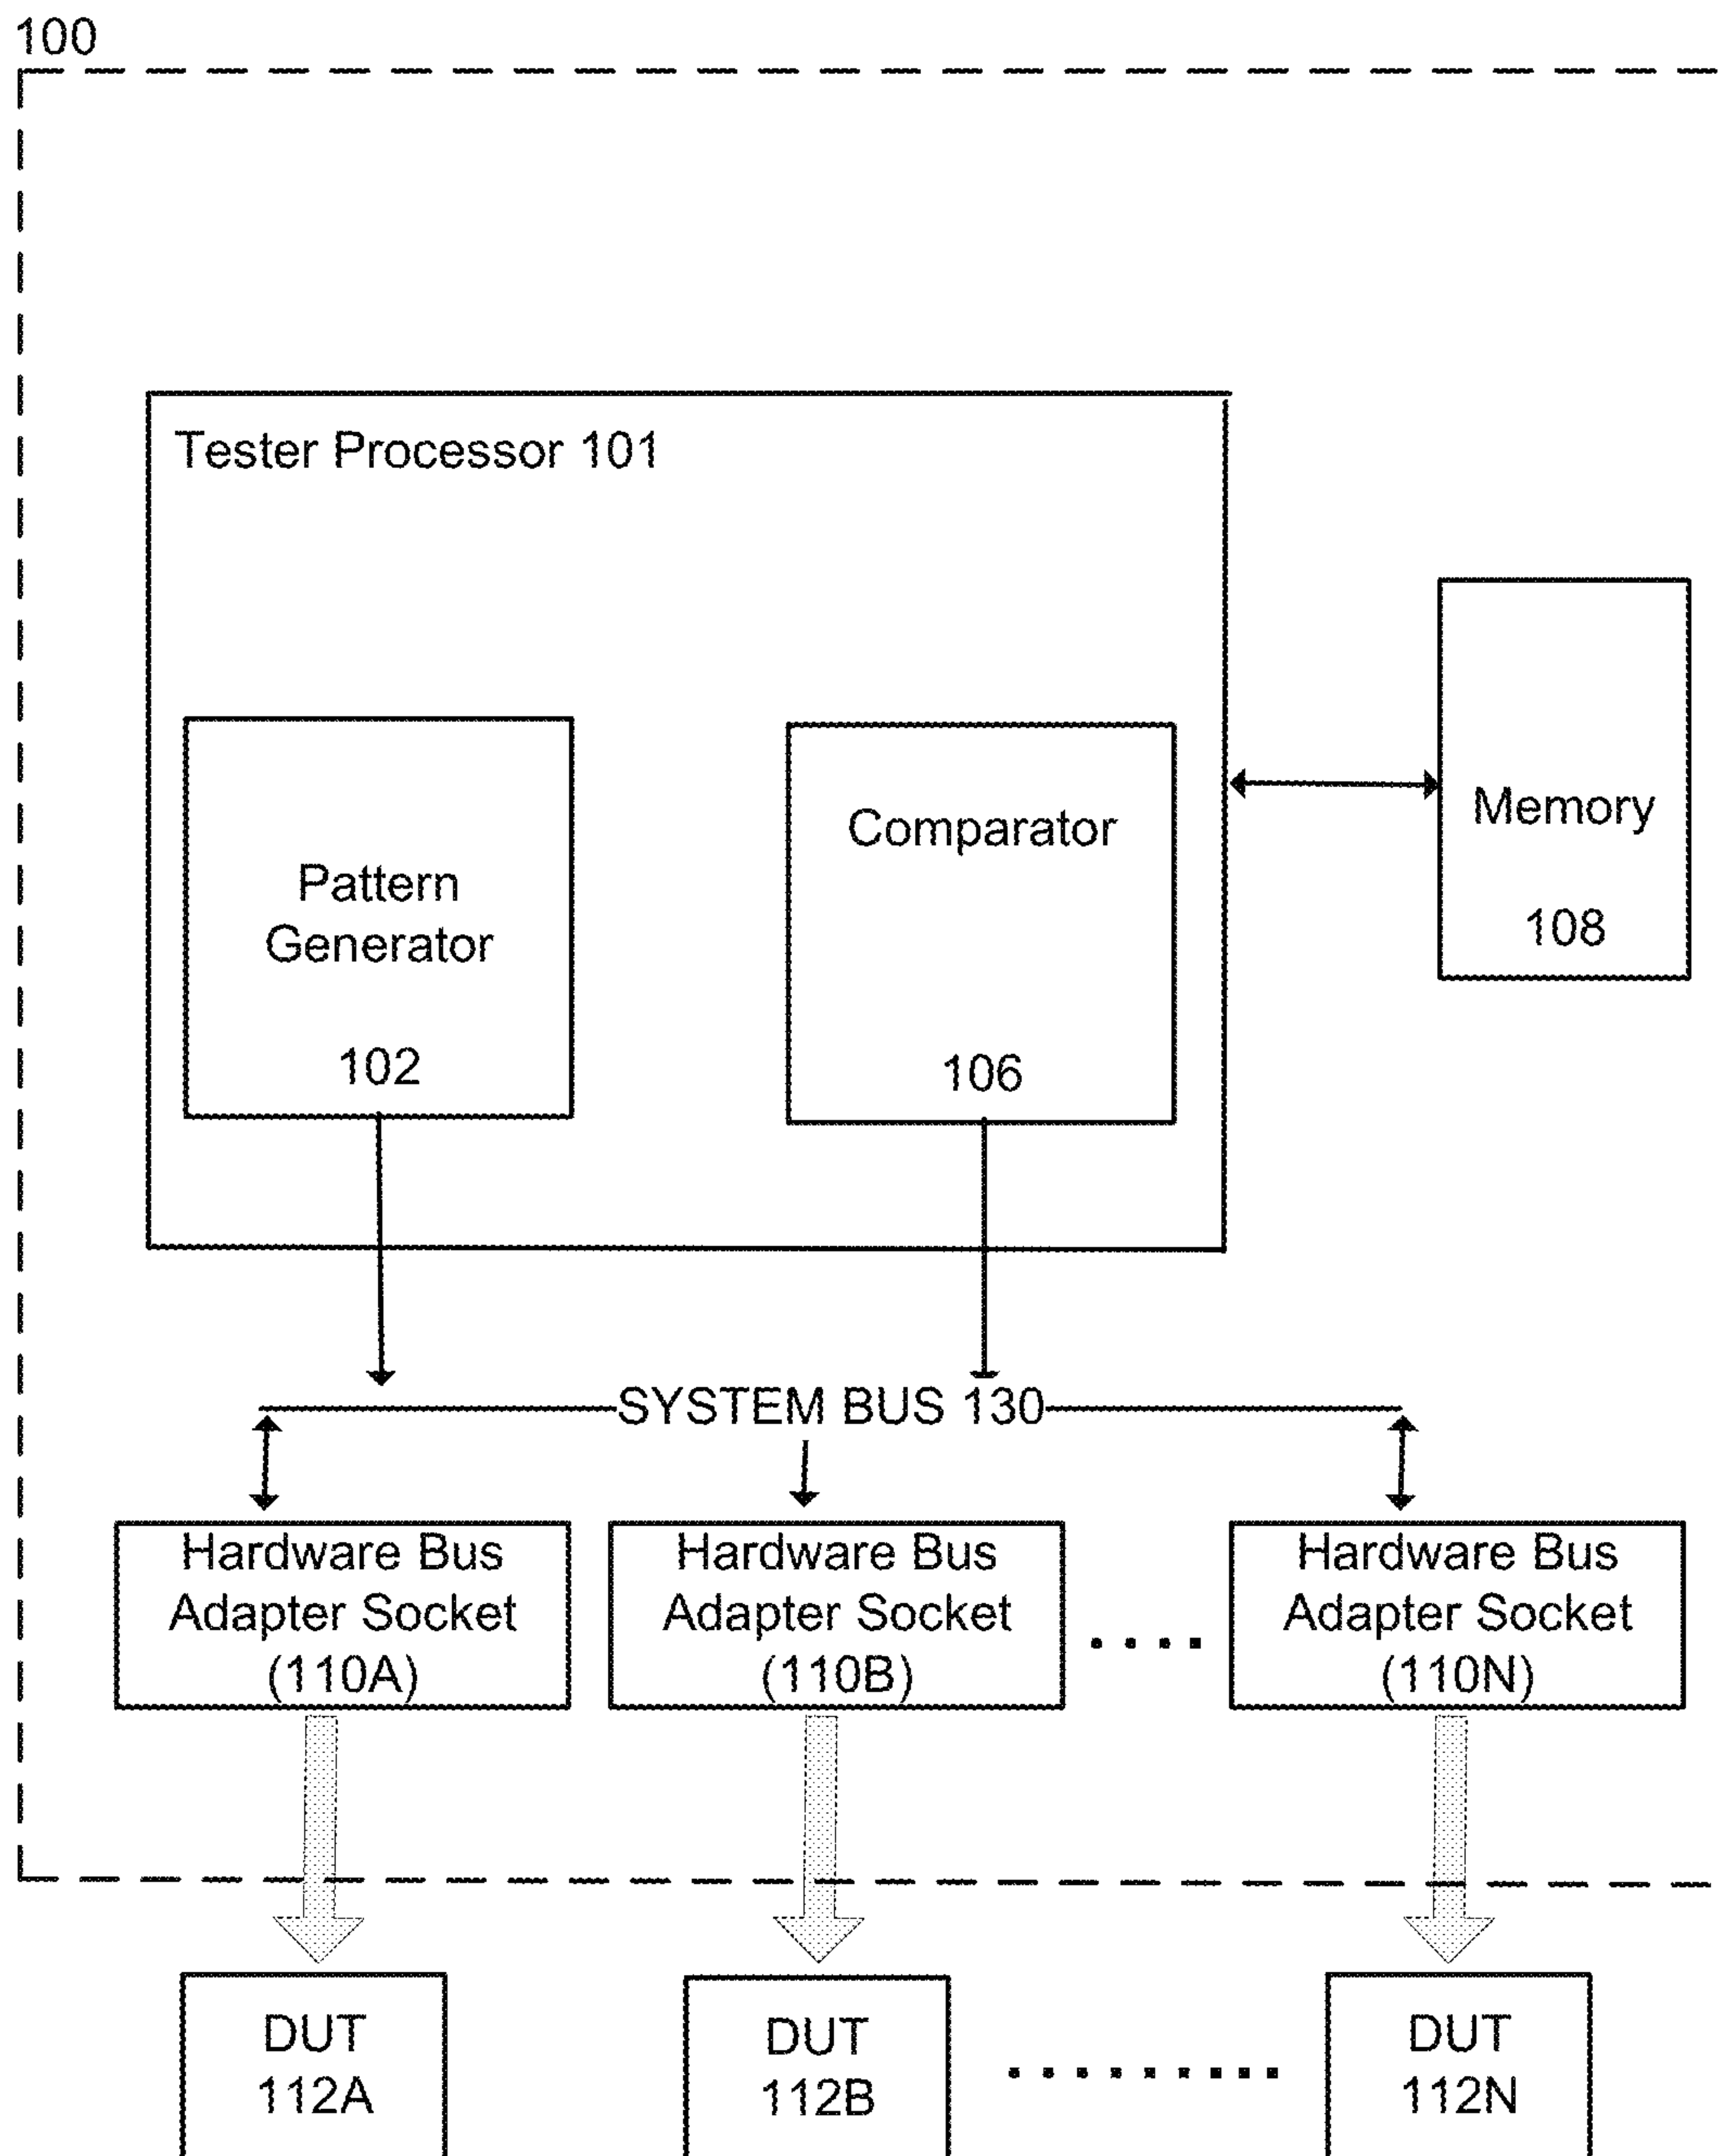 100
Tester Processor 101
Pattern
Generator
102
Comparator
106
Memory
108
SYSTEM BUS 130
Hardware Bus
Adapter Socket
(110A)
Hardware Bus
Adapter Socket
(110B)
Hardware Bus
Adapter Socket
(110N)
DUT
112A
DUT
112B
DUT
112N